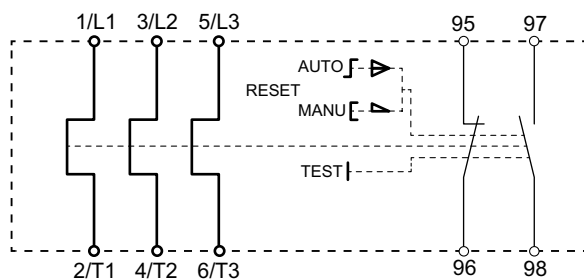 1/L1 3/L2 5/L3 95 97
AUTO
RESET
MANU
TEST
2/T1 4/T2 6/T3 96 98